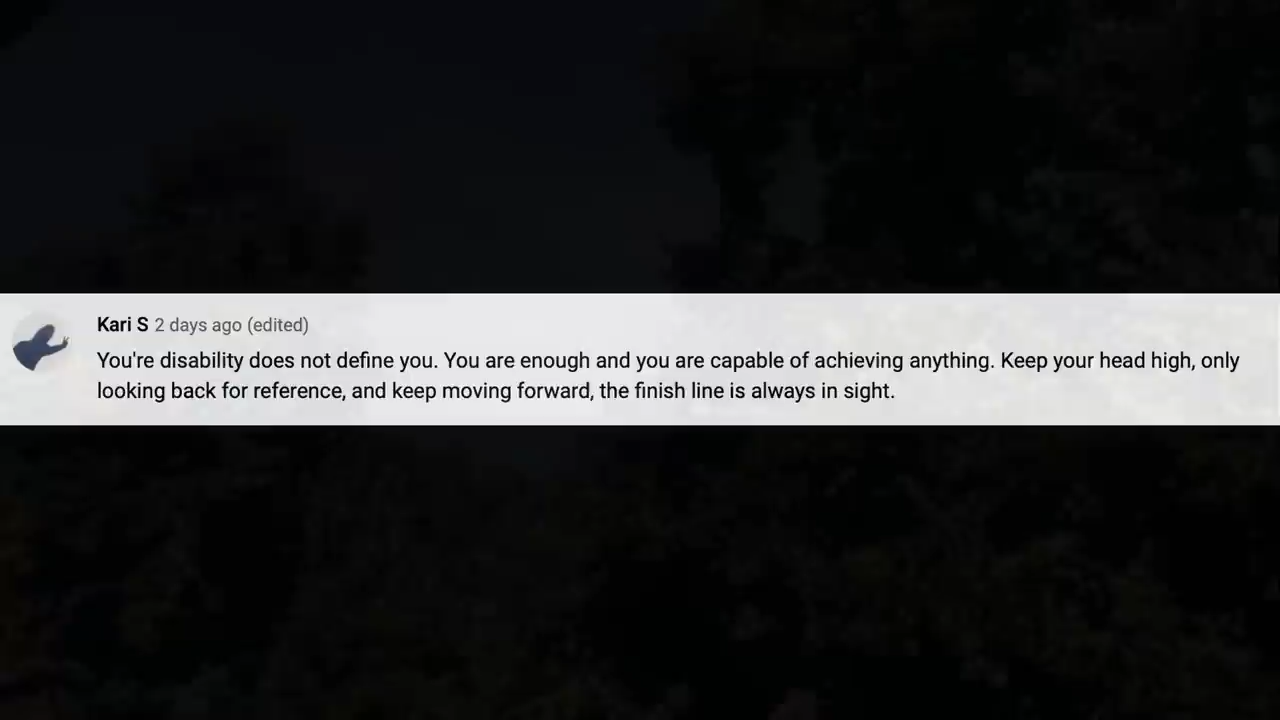 Kari S 2 days ago (edited)
You're disability does not define you. You are enough and you are capable of achieving anything. Keep your head high, only
looking back for reference, and keep moving forward, the finish line is always in sight.